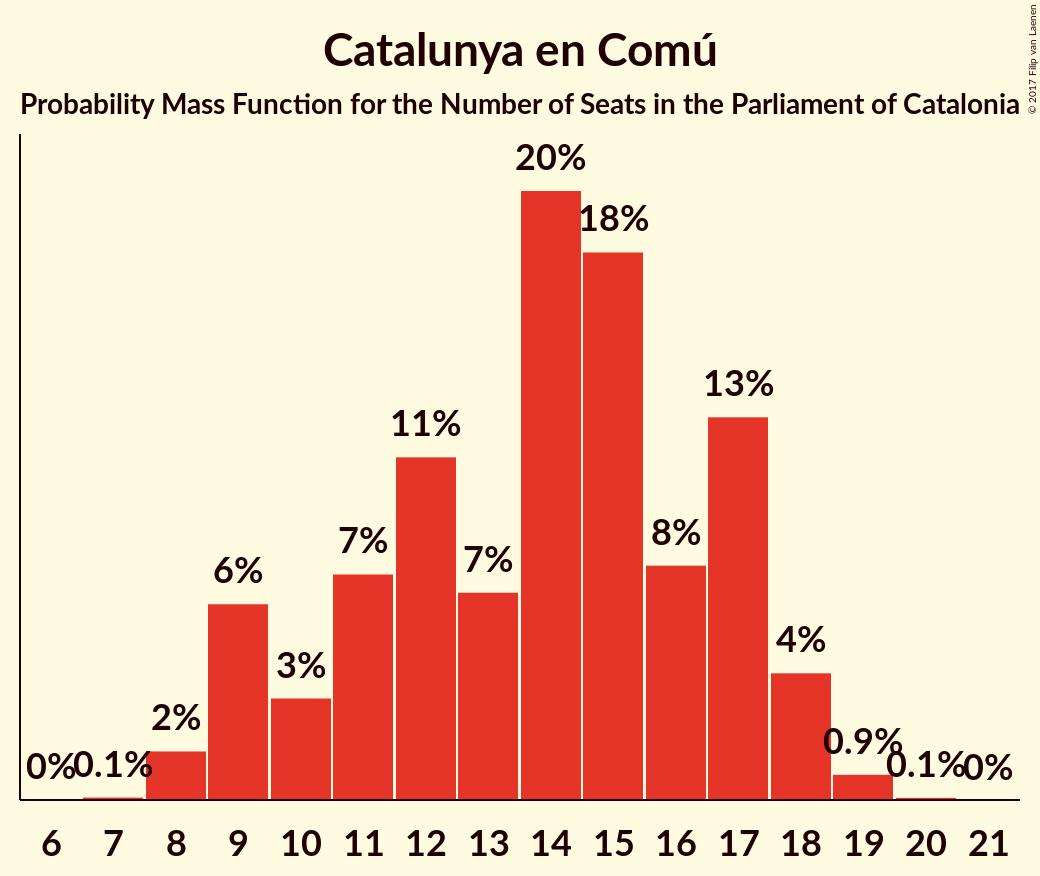 Catalunya en Comú
Probability Mass Function for the Number of Seats in the Parliament of Catalonia
© 2017 Filip van Laenen
0% 0.1% 2% 6% 3% 7% 11% 7% 20% 18% 8% 13% 4% 0.9% 0.1% 0%
6 7 8 9 10 11 12 13 14 15 16 17 18 19 20 21